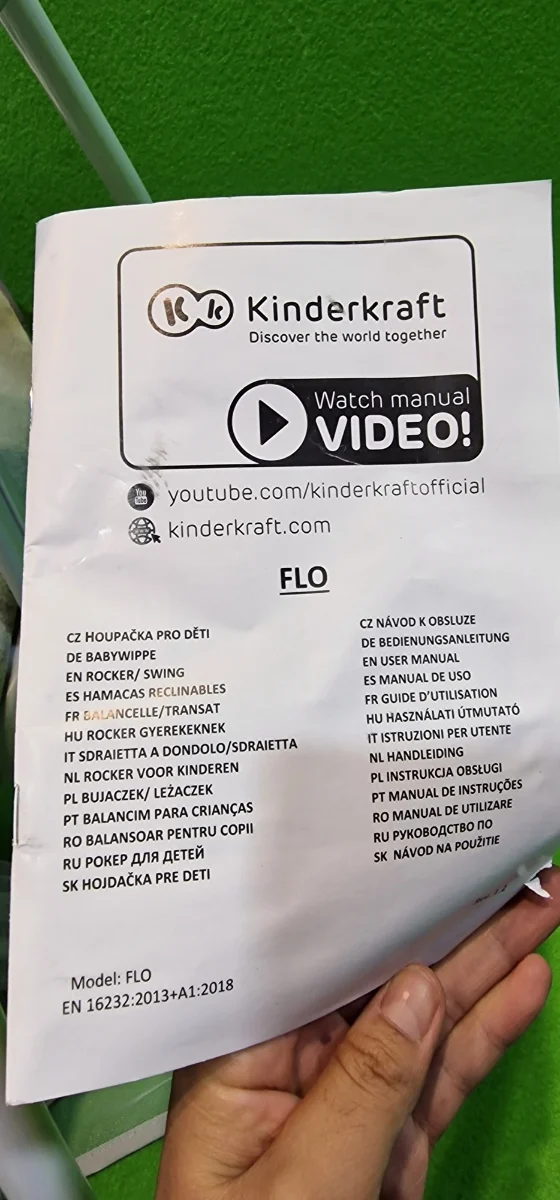 Kinderkraft
Discover the world together
Watch manual
VIDEO!
You
Tube
youtube.com/kinderkraftofficial
kinderkraft.com
FLO
CZ HOUPAČKA PRO DĚTI
DE BABYWIPPE
EN ROCKER/ SWING
ES HAMACAS RECLINABLES
FR BALANCELLE/TRANSAT
HU ROCKER GYEREKEKNEK
IT SDRAIETTA A DONDOLO/SDRAIETTA
NL ROCKER VOOR KINDEREN
PL BUJACZEK/ LEŻACZEK
PT BALANCIM PARA CRIANÇAS
RO BALANSOAR PENTRU COPII
RU РОКЕР ДЛЯ ДЕТЕЙ
SK HOJDAČKA PRE DETI
CZ NÁVOD K OBSLUZE
DE BEDIENUNGSANLEITUNG
EN USER MANUAL
ES MANUAL DE USO
FR GUIDE D'UTILISATION
HU HASZNÁLATI ÚTMUTATÓ
IT ISTRUZIONI PER UTENTE
NL HANDLEIDING
PL INSTRUKCJA OBSŁUGI
PT MANUAL DE INSTRUÇÕES
RO MANUAL DE UTILIZARE
RU РУКОВОДСТВО ПО
SK NÁVOD NA POUŽITIE
Model: FLO
EN 16232:2013+A1:2018